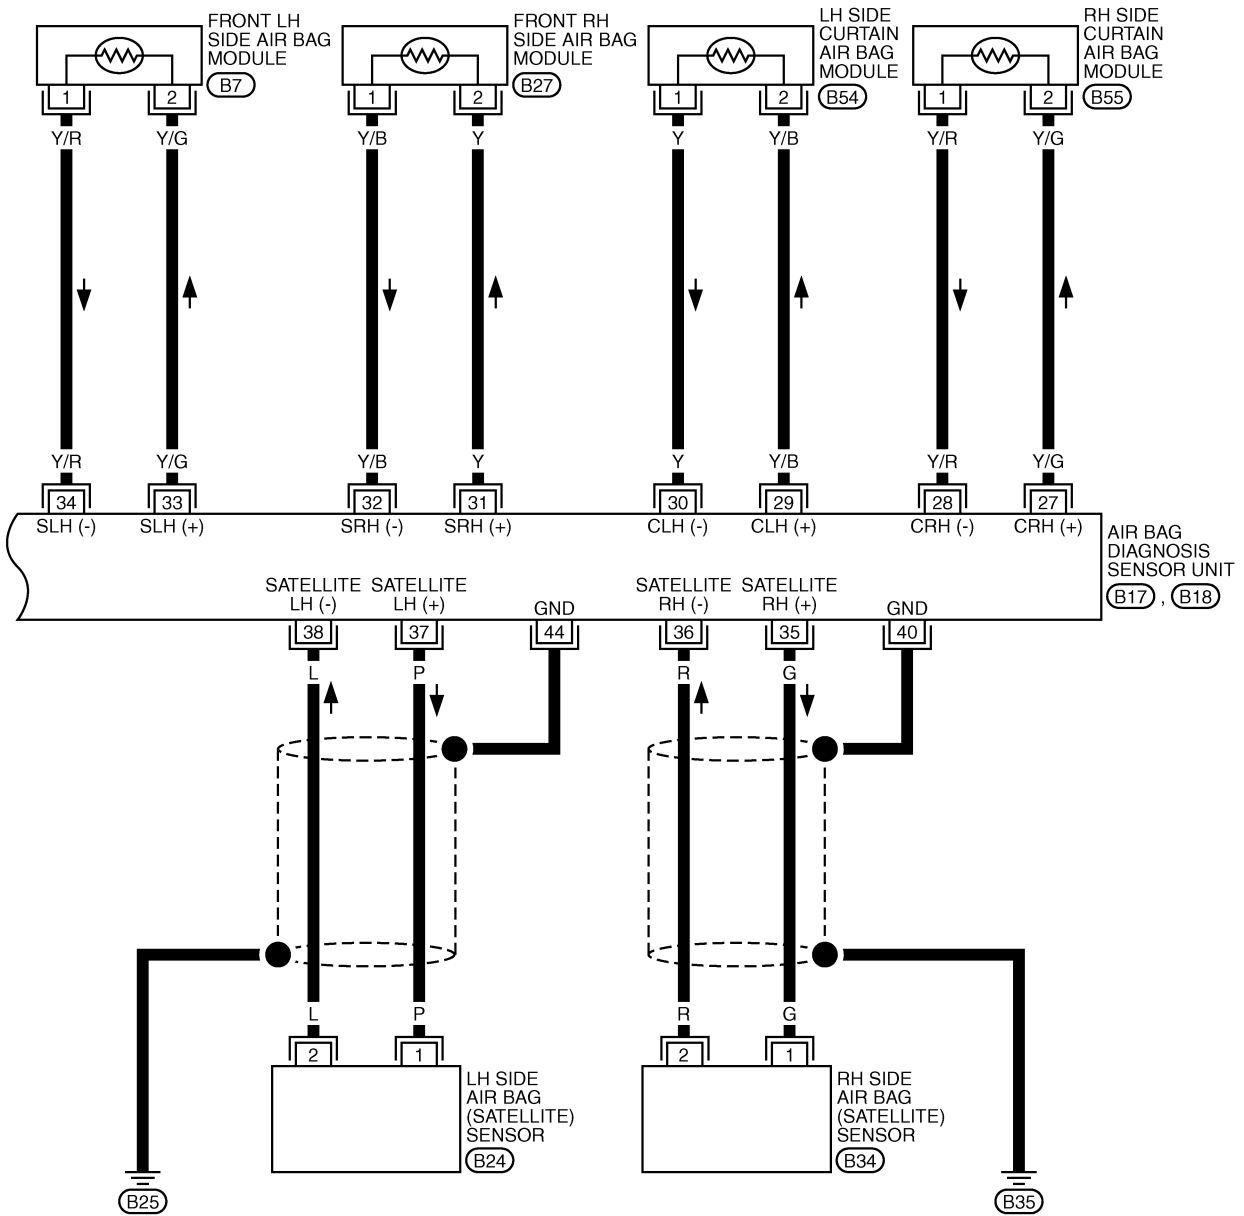 FRONT LH
SIDE AIR BAG
MODULE
B7
FRONT RH
SIDE AIR BAG
MODULE
B27
LH SIDE
CURTAIN
AIR BAG
MODULE
B54
RH SIDE
CURTAIN
AIR BAG
MODULE
B55
1 2 1 2 1 2 1 2
Y/R Y/G Y/B Y Y Y/B Y/R Y/G
Y/R Y/G Y/B Y Y Y/B Y/R Y/G
34 33 32 31 30 29 28 27
SLH (-) SLH (+) SRH (-) SRH (+) CLH (-) CLH (+) CRH (-) CRH (+)
AIR BAG
DIAGNOSIS
SENSOR UNIT
B17 , B18
SATELLITE
LH (-)
SATELLITE
LH (+)
GND
SATELLITE
RH (-)
SATELLITE
RH (+)
GND
38 37 44 36 35 40
L P R G
L P R G
2 1 2 1
LH SIDE
AIR BAG
(SATELLITE)
SENSOR
B24
RH SIDE
AIR BAG
(SATELLITE)
SENSOR
B34
B25
B35